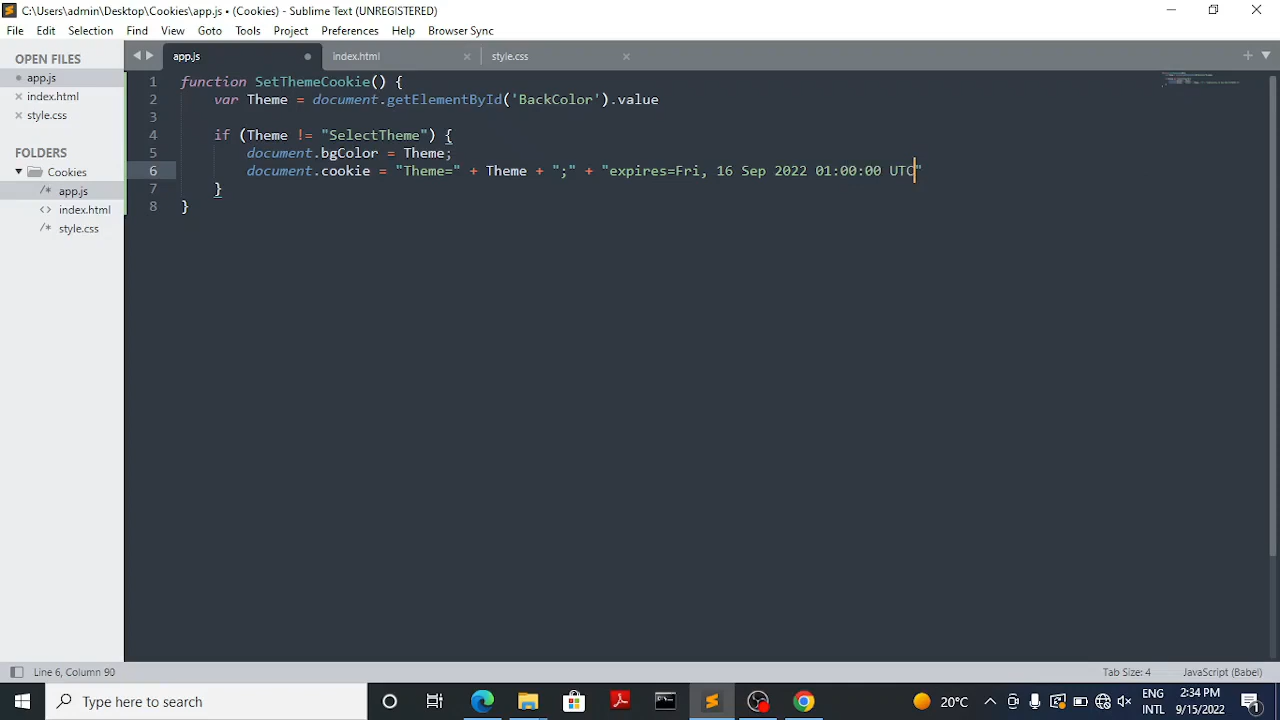 C:\Users\admin\Desktop\Cookies\app.js • (Cookies) - Sublime Text (UNREGISTERED)
File Edit Selection Find View Goto Tools Project Preferences Help Browser Sync
OPEN FILES
app.js
index.html
style.css
FOLDERS
Cookies
app.js
index.html
style.css
app.js index.html style.css
1 function SetThemeCookie() {
2 var Theme = document.getElementById('BackColor').value
3
4 if (Theme != "SelectTheme") {
5 document.bgColor = Theme;
6 document.cookie = "Theme=" + Theme + ";" + "expires=Fri, 16 Sep 2022 01:00:00 UTC"
7 }
8 }
Line 6, Column 90
Tab Size: 4 JavaScript (Babel)
Type here to search
20°C
ENG
INTL
2:34 PM
9/15/2022
1